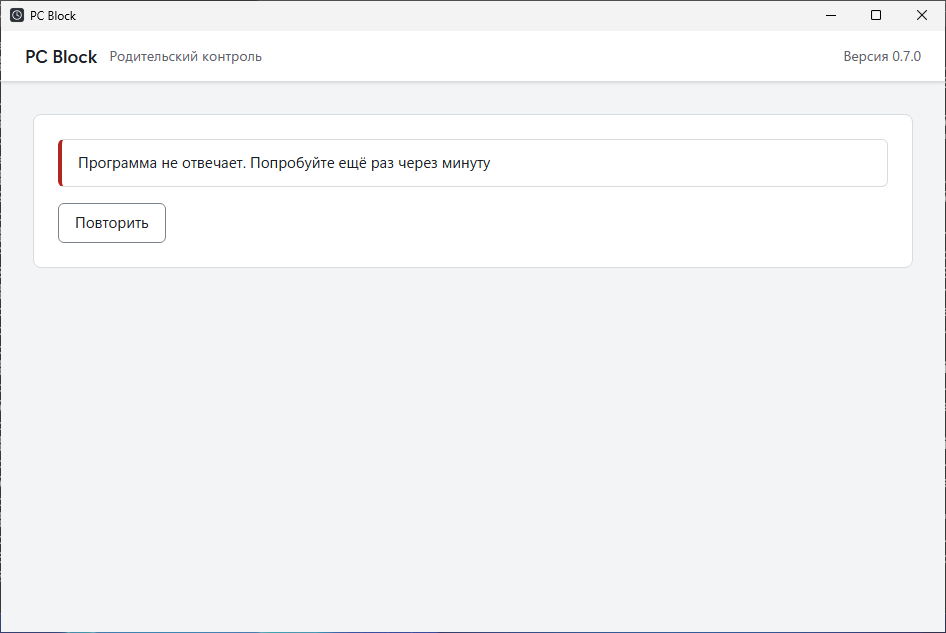 PC Block
PC Block Родительский контроль Версия 0.7.0
Программа не отвечает. Попробуйте ещё раз через минуту
Повторить